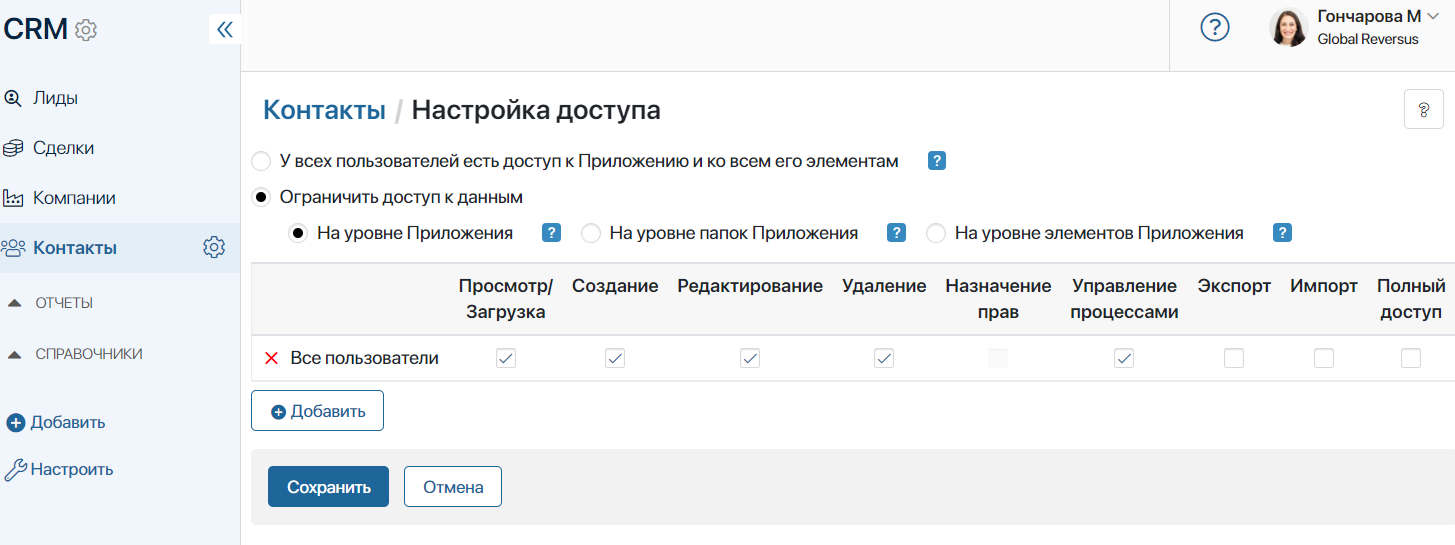 CRM
Гончарова М
Global Reversus
Лиды
Сделки
Компании
Контакты
ОТЧЕТЫ
СПРАВОЧНИКИ
Добавить
Настроить
Контакты / Настройка доступа
?
У всех пользователей есть доступ к Приложению и ко всем его элементам ?
Ограничить доступ к данным
На уровне Приложения ? На уровне папок Приложения ? На уровне элементов Приложения ?
Просмотр/ Создание Редактирование Удаление Назначение Управление Экспорт Импорт Полный
Загрузка прав процессами доступ
Все пользователи
Добавить
Сохранить Отмена